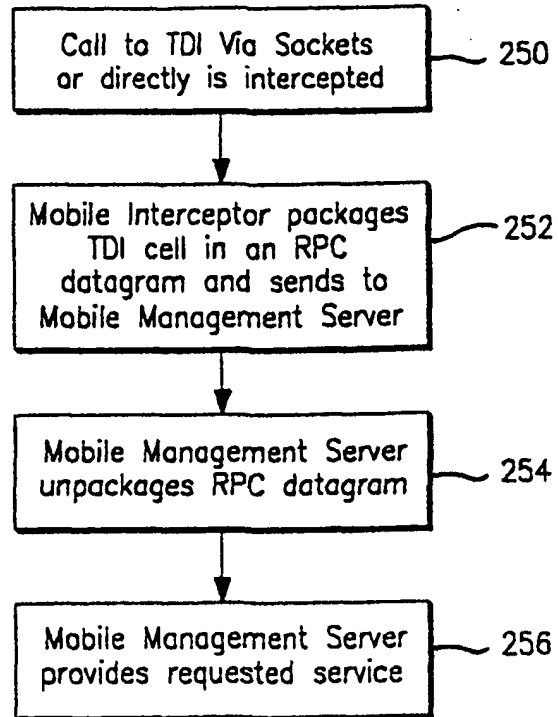 Call to TDI Via Sockets
or directly is intercepted
250
Mobile Interceptor packages
TDI cell in an RPC
datagram and sends to
Mobile Management Server
252
Mobile Management Server
unpackages RPC datagram
254
Mobile Management Server
provides requested service
256